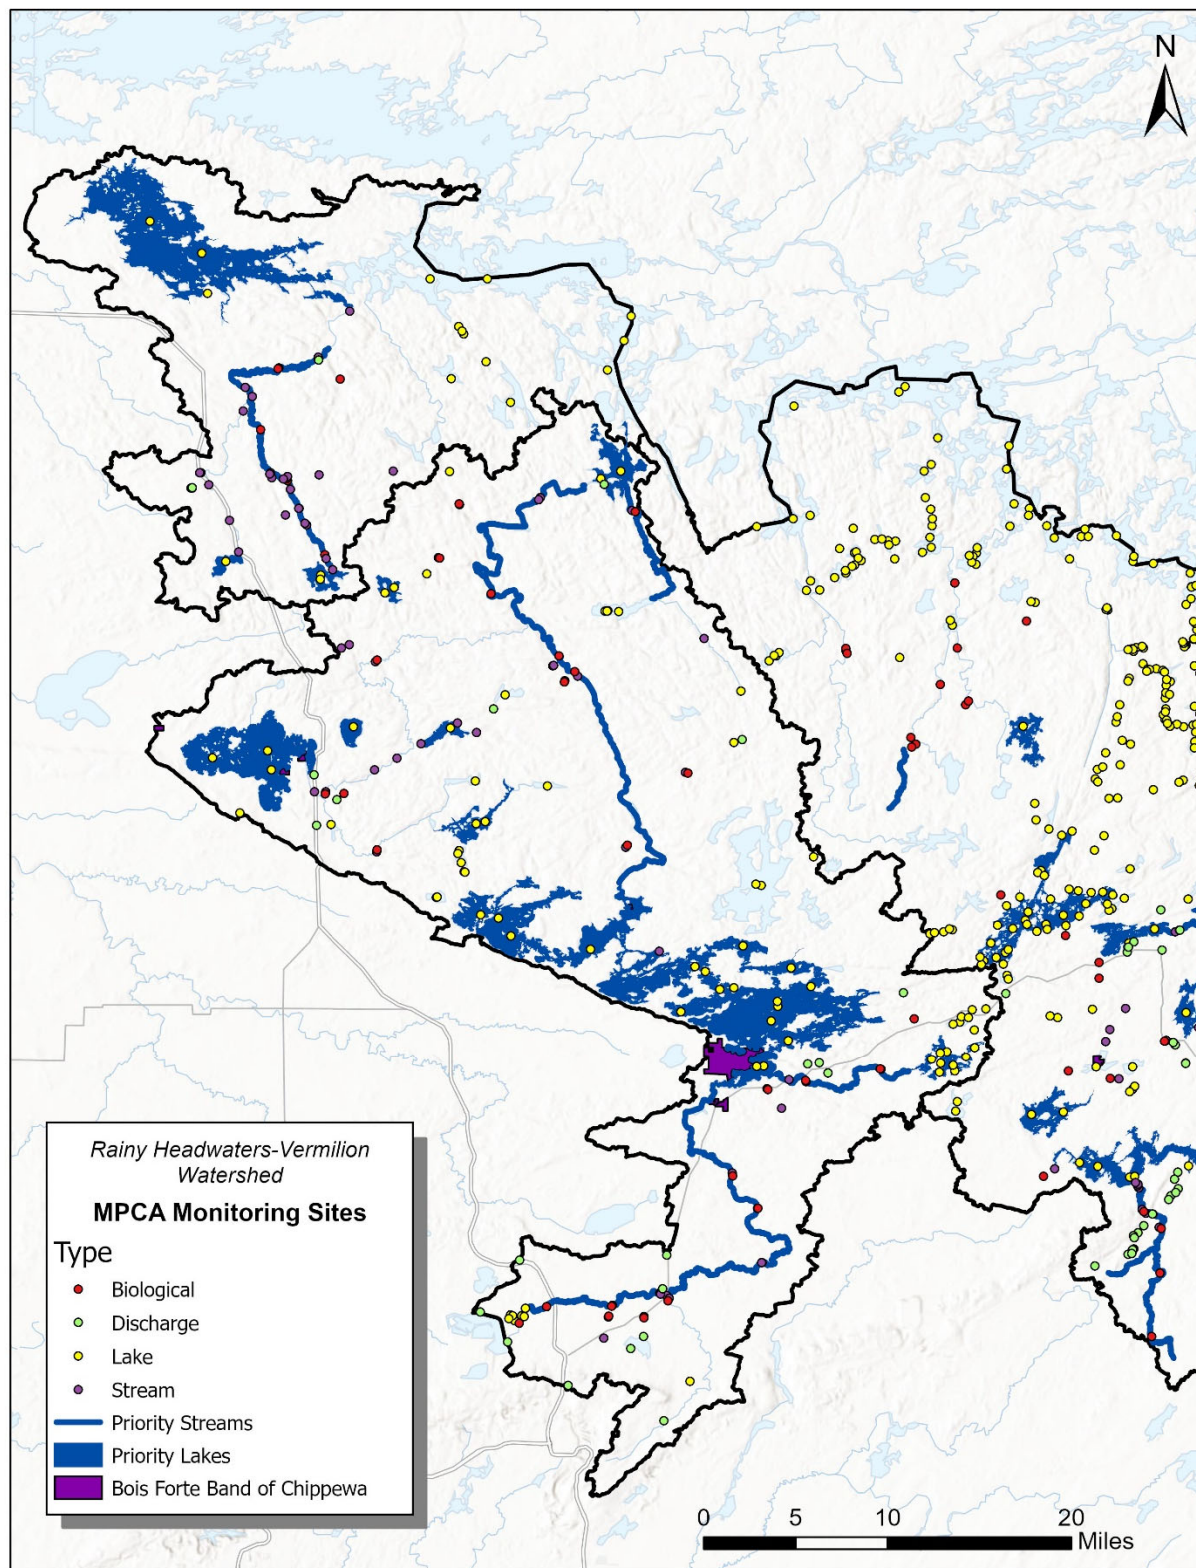 N
Rainy Headwaters-Vermilion
Watershed
MPCA Monitoring Sites
Type
Biological
Discharge
Lake
Stream
Priority Streams
Priority Lakes
Bois Forte Band of Chippewa
0 5 10 20
Miles